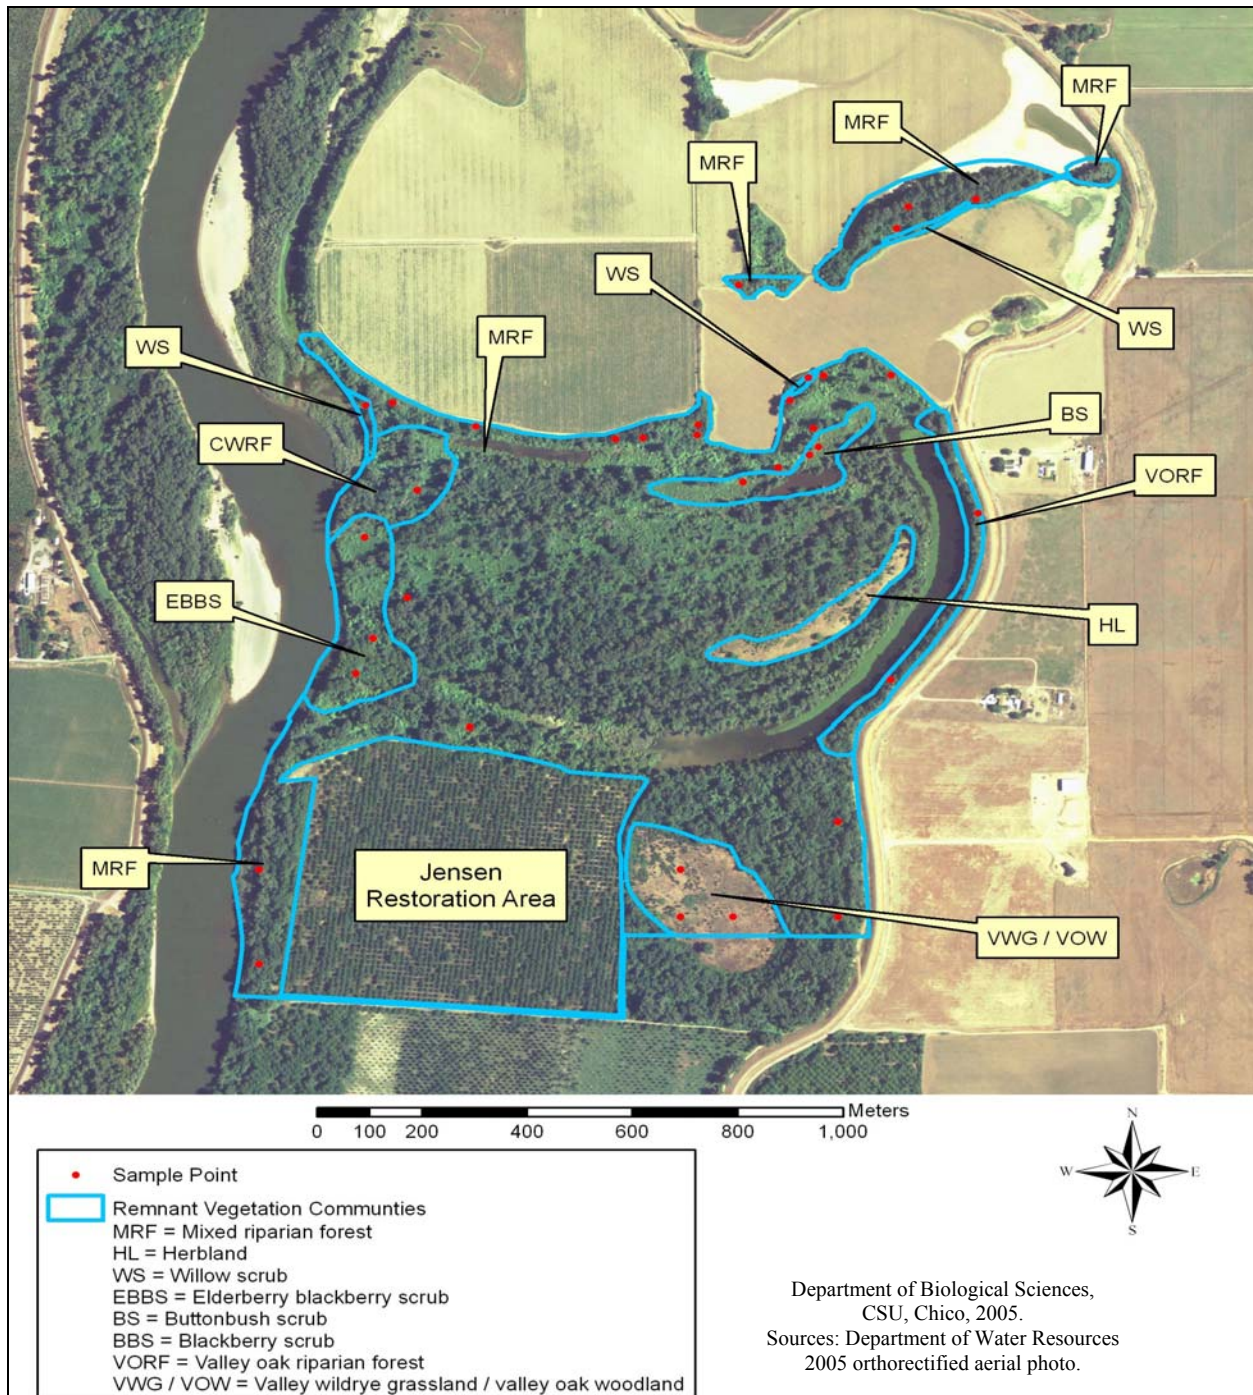 MRF
MRF
MRF
WS
WS
MRF
WS
BS
CWRF
VORF
EBBS
HL
MRF
Jensen
Restoration Area
VWG / VOW
Meters
0 100 200 400 600 800 1,000
N
W E
S
Sample Point
Remnant Vegetation Communties
MRF = Mixed riparian forest
HL = Herbland
WS = Willow scrub
EBBS = Elderberry blackberry scrub
BS = Buttonbush scrub
BBS = Blackberry scrub
VORF = Valley oak riparian forest
VWG / VOW = Valley wildrye grassland / valley oak woodland
Department of Biological Sciences,
CSU, Chico, 2005.
Sources: Department of Water Resources
2005 orthorectified aerial photo.